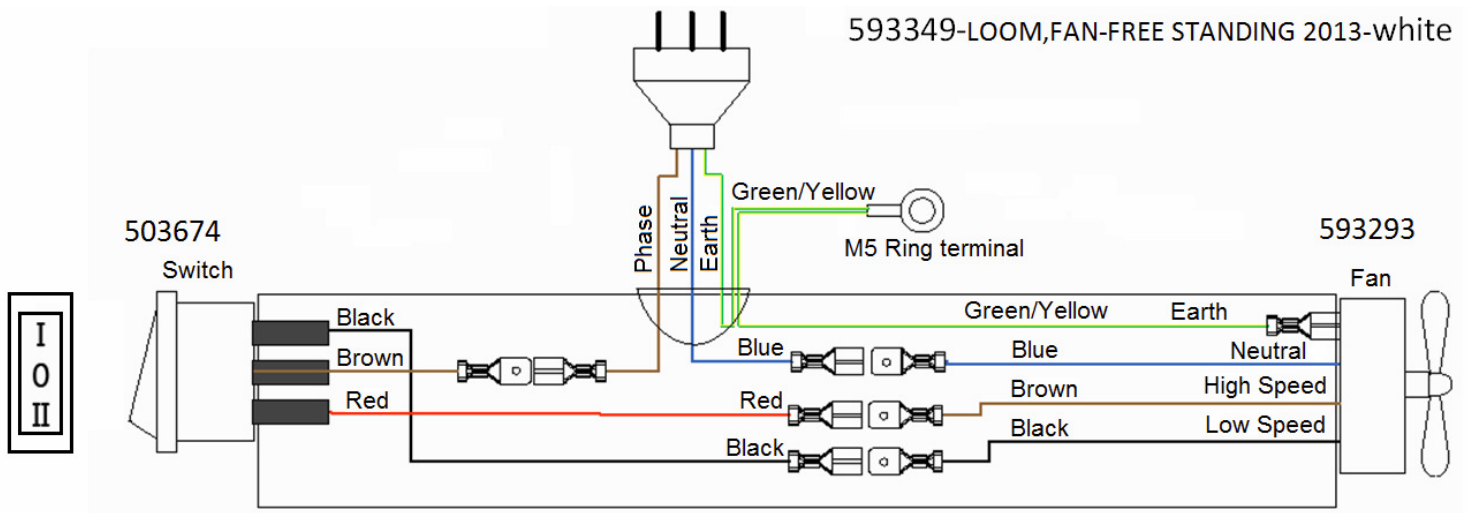 593349-LOOM,FAN-FREE STANDING 2013-white
Green/Yellow
Phase
Neutral
Earth
M5 Ring terminal
503674
Switch
593293
Fan
I
O
II
Black
Brown
Red
Green/Yellow
Earth
Blue
Blue
Neutral
Red
Brown
High Speed
Black
Black
Low Speed